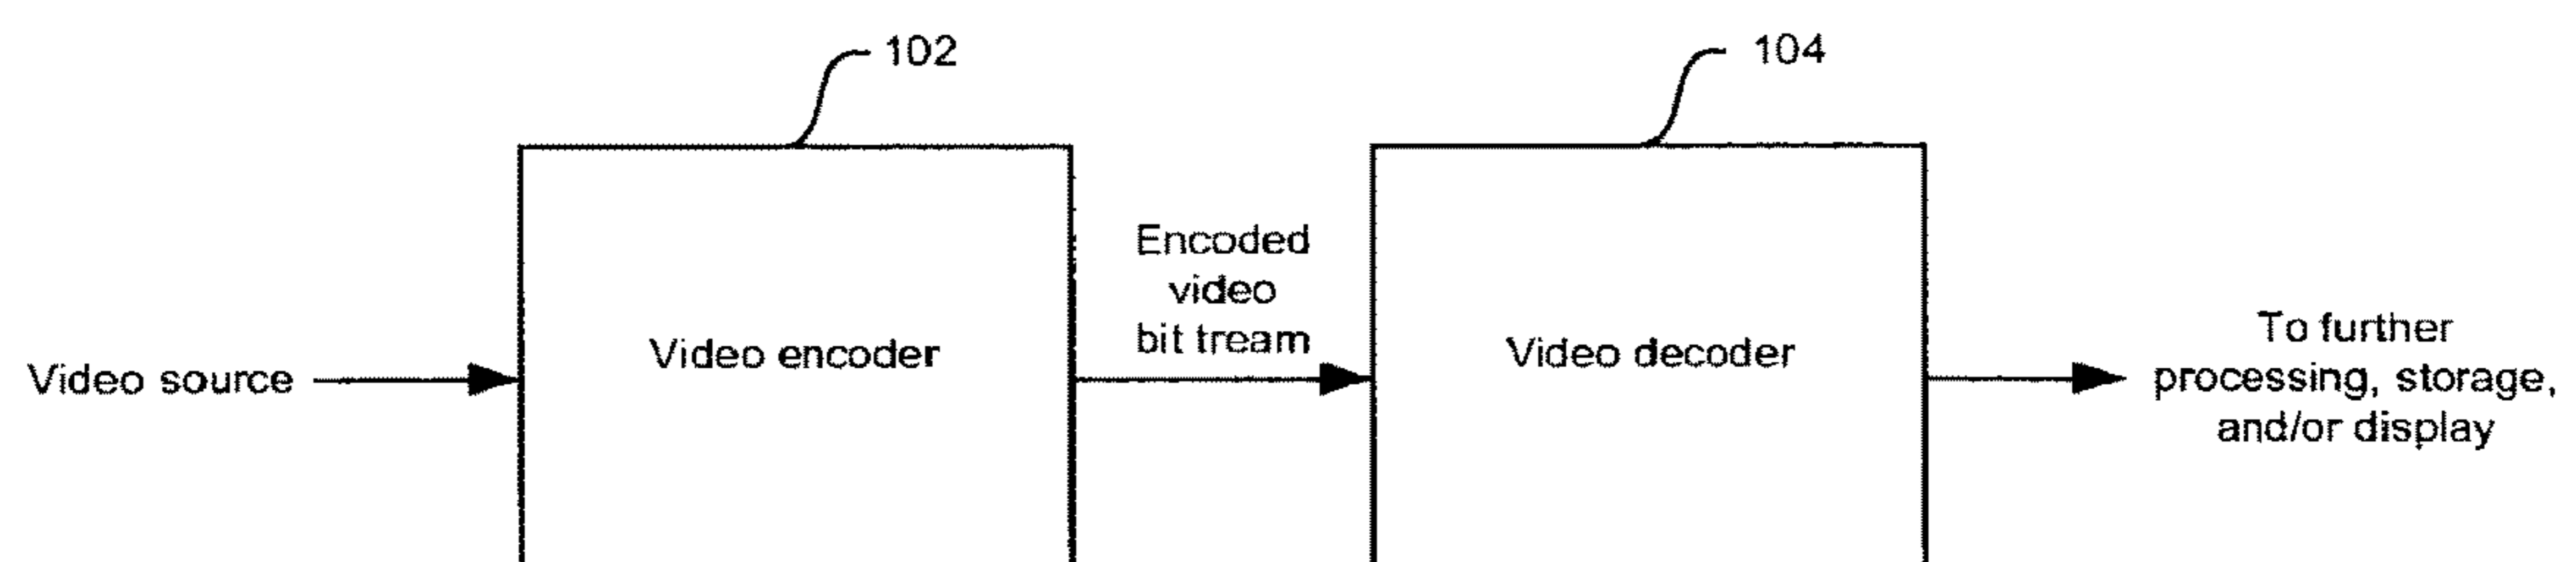 102
104
Encoded
video
bit tream
Video source
Video encoder
Video decoder
To further
processing, storage,
and/or display